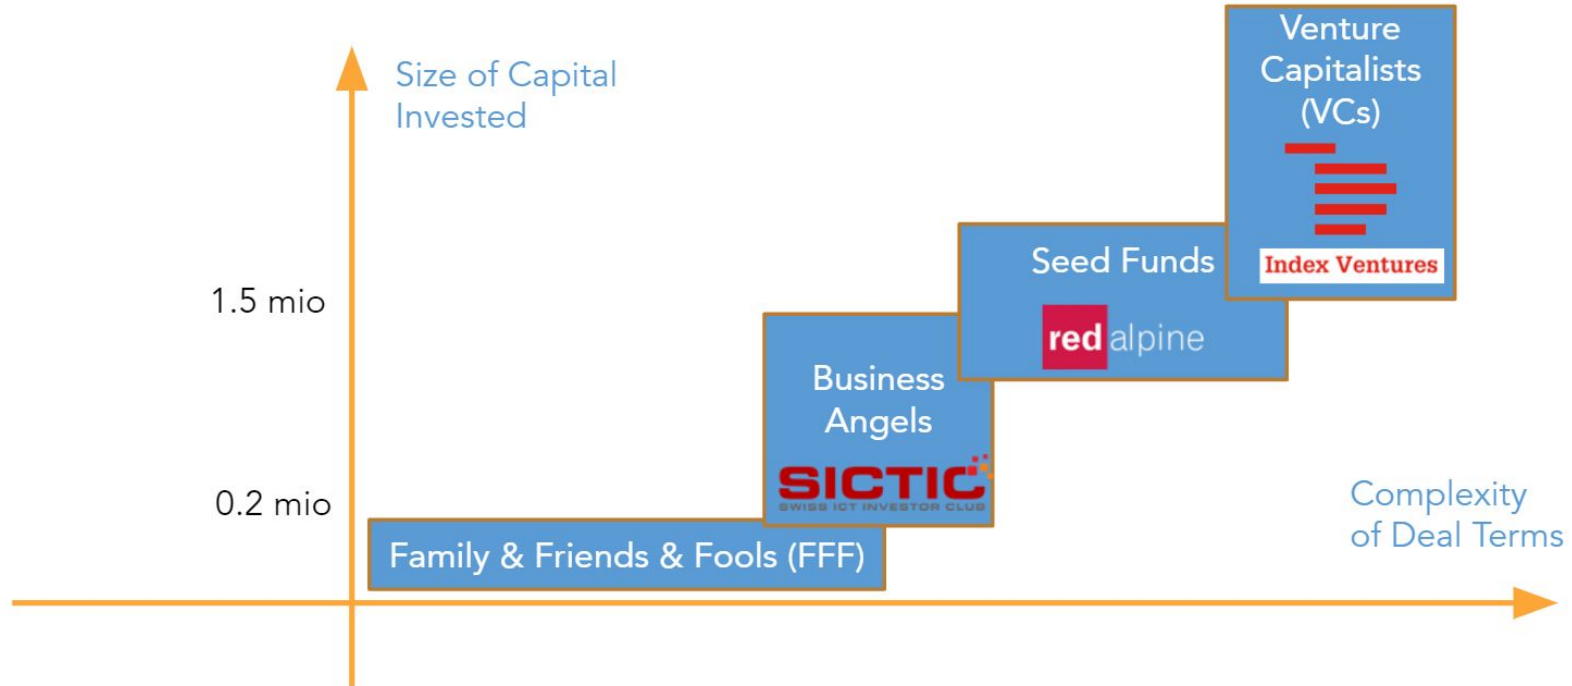 Size of Capital
Invested
Venture
Capitalists
(VCs)
Index Ventures
Seed Funds
red alpine
1.5 mio
Business
Angels
SICTIC
SWISS ICT INVESTOR CLUB
0.2 mio
Family & Friends & Fools (FFF)
Complexity
of Deal Terms